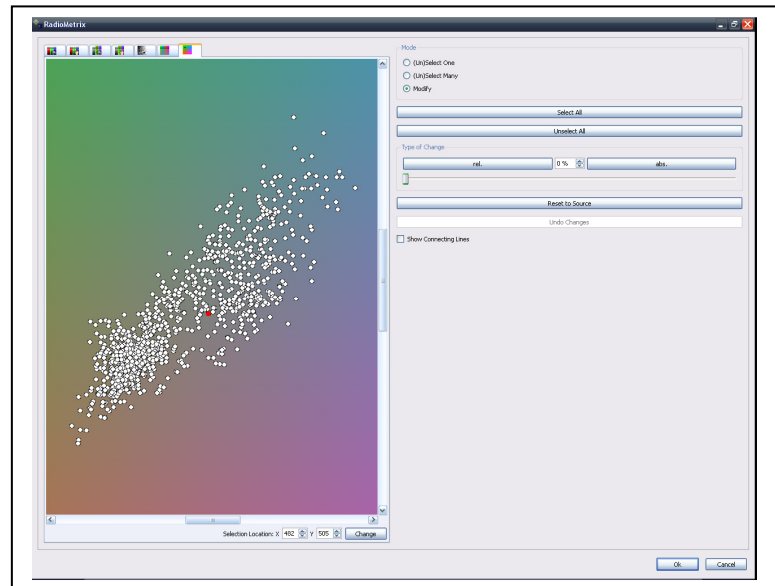 RadioMetrix
Mode
(Un)Select One
(Un)Select Many
Modify
Select All
Unselect All
Type of Change
rel. 0 % abs.
Reset to Source
Undo Changes
Show Connecting Lines
Selection Location: X 482 Y 505 Change
Ok Cancel